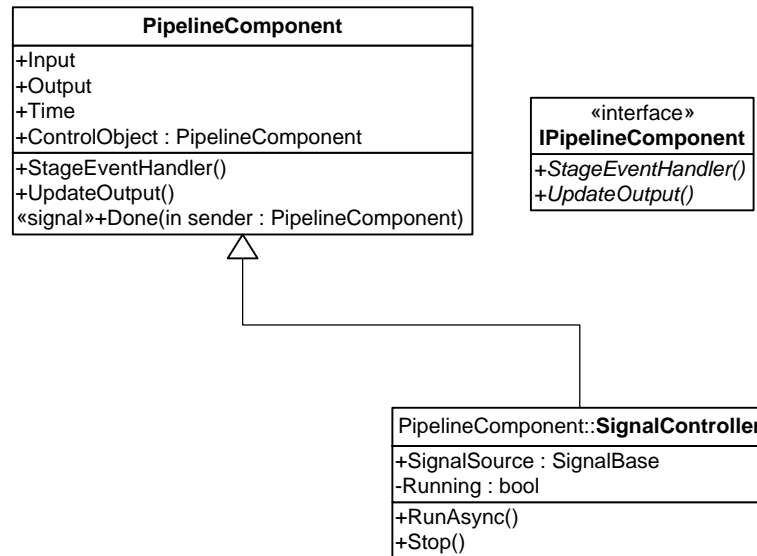 PipelineComponent
+Input
+Output
+Time
+ControlObject : PipelineComponent
+StageEventHandler()
+UpdateOutput()
«signal»+Done(in sender : PipelineComponent)
«interface»
IPipelineComponent
+StageEventHandler()
+UpdateOutput()
PipelineComponent::SignalController
+SignalSource : SignalBase
-Running : bool
+RunAsync()
+Stop()